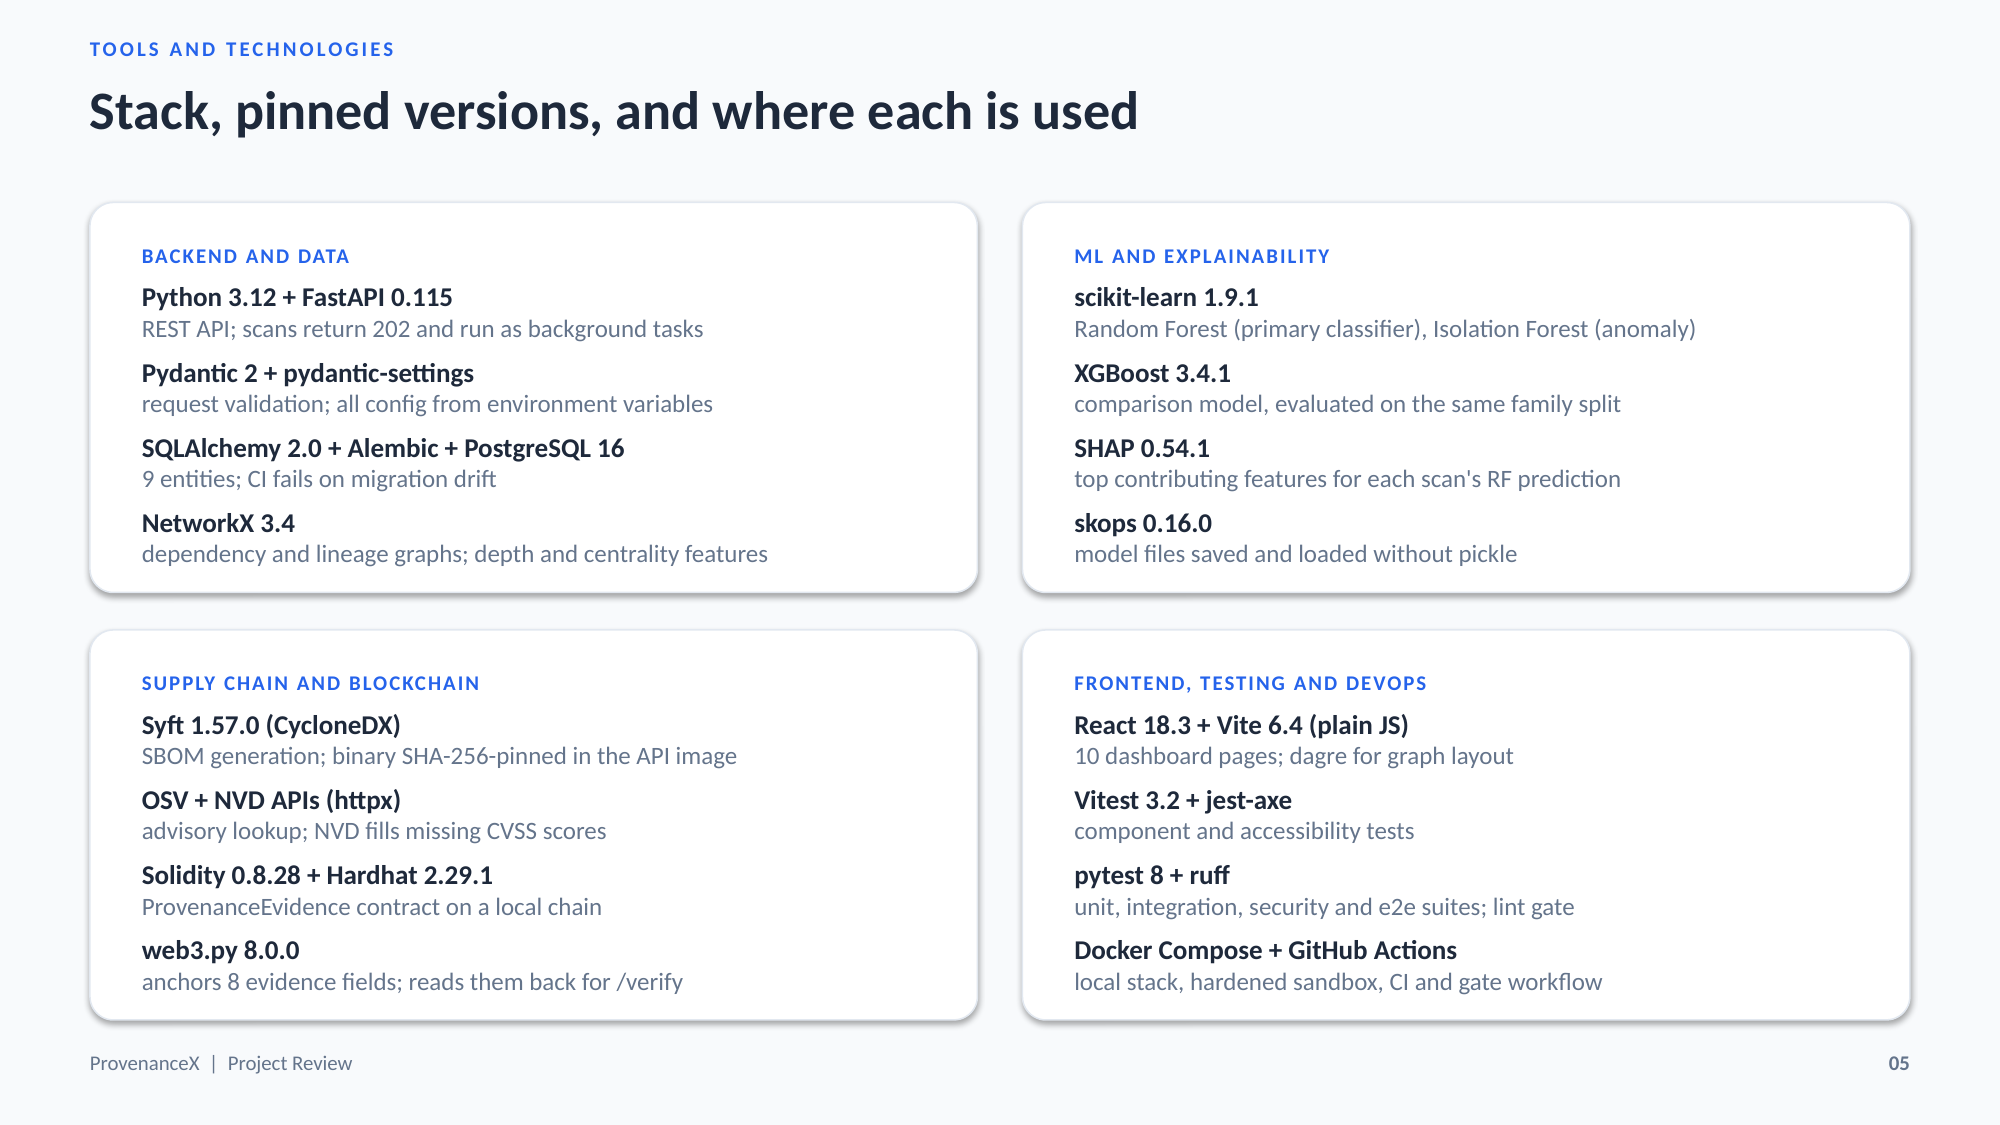 TOOLS AND TECHNOLOGIES
Stack, pinned versions, and where each is used
BACKEND AND DATA
Python 3.12 + FastAPI 0.115
REST API; scans return 202 and run as background tasks
Pydantic 2 + pydantic-settings
request validation; all config from environment variables
SQLAlchemy 2.0 + Alembic + PostgreSQL 16
9 entities; CI fails on migration drift
NetworkX 3.4
dependency and lineage graphs; depth and centrality features
ML AND EXPLAINABILITY
scikit-learn 1.9.1
Random Forest (primary classifier), Isolation Forest (anomaly)
XGBoost 3.4.1
comparison model, evaluated on the same family split
SHAP 0.54.1
top contributing features for each scan's RF prediction
skops 0.16.0
model files saved and loaded without pickle
SUPPLY CHAIN AND BLOCKCHAIN
Syft 1.57.0 (CycloneDX)
SBOM generation; binary SHA-256-pinned in the API image
OSV + NVD APIs (httpx)
advisory lookup; NVD fills missing CVSS scores
Solidity 0.8.28 + Hardhat 2.29.1
ProvenanceEvidence contract on a local chain
web3.py 8.0.0
anchors 8 evidence fields; reads them back for /verify
FRONTEND, TESTING AND DEVOPS
React 18.3 + Vite 6.4 (plain JS)
10 dashboard pages; dagre for graph layout
Vitest 3.2 + jest-axe
component and accessibility tests
pytest 8 + ruff
unit, integration, security and e2e suites; lint gate
Docker Compose + GitHub Actions
local stack, hardened sandbox, CI and gate workflow
ProvenanceX | Project Review
05